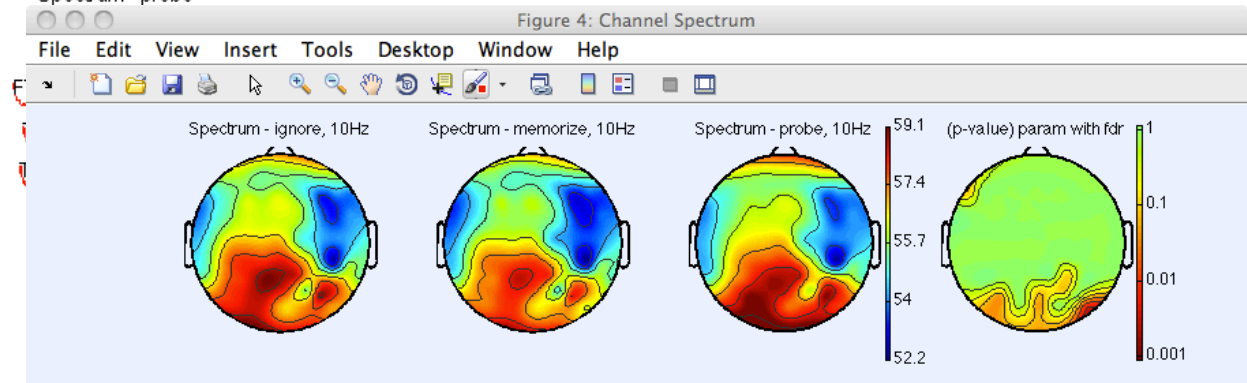 Spectrum probe
Figure 4: Channel Spectrum
File Edit View Insert Tools Desktop Window Help
Spectrum - ignore, 10Hz
Spectrum - memorize, 10Hz
Spectrum - probe, 10Hz
59.1
57.4
55.7
54
52.2
(p-value) param with fdr
1
0.1
0.01
0.001